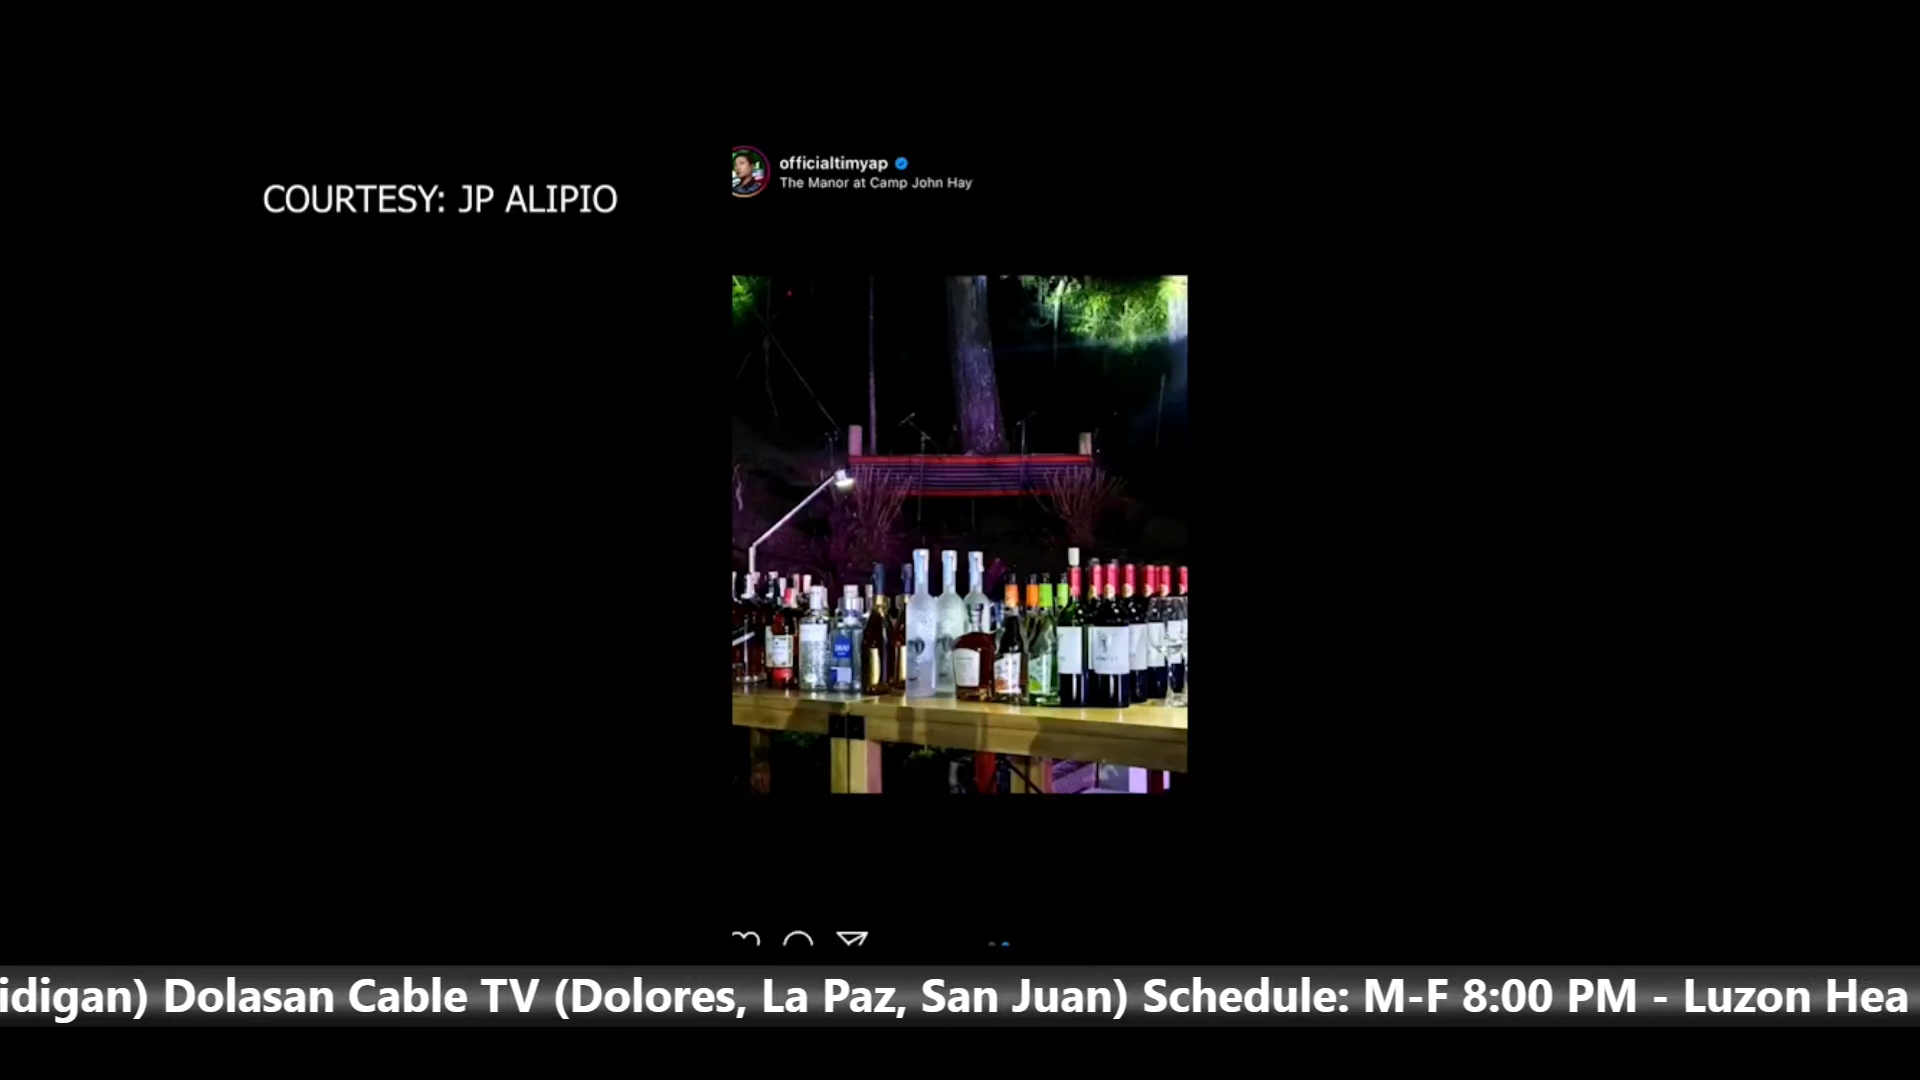 officialtimyap
The Manor at Camp John Hay
COURTESY: JP ALIPIO
idigan) Dolasan Cable TV (Dolores, La Paz, San Juan) Schedule: M-F 8:00 PM - Luzon Hea